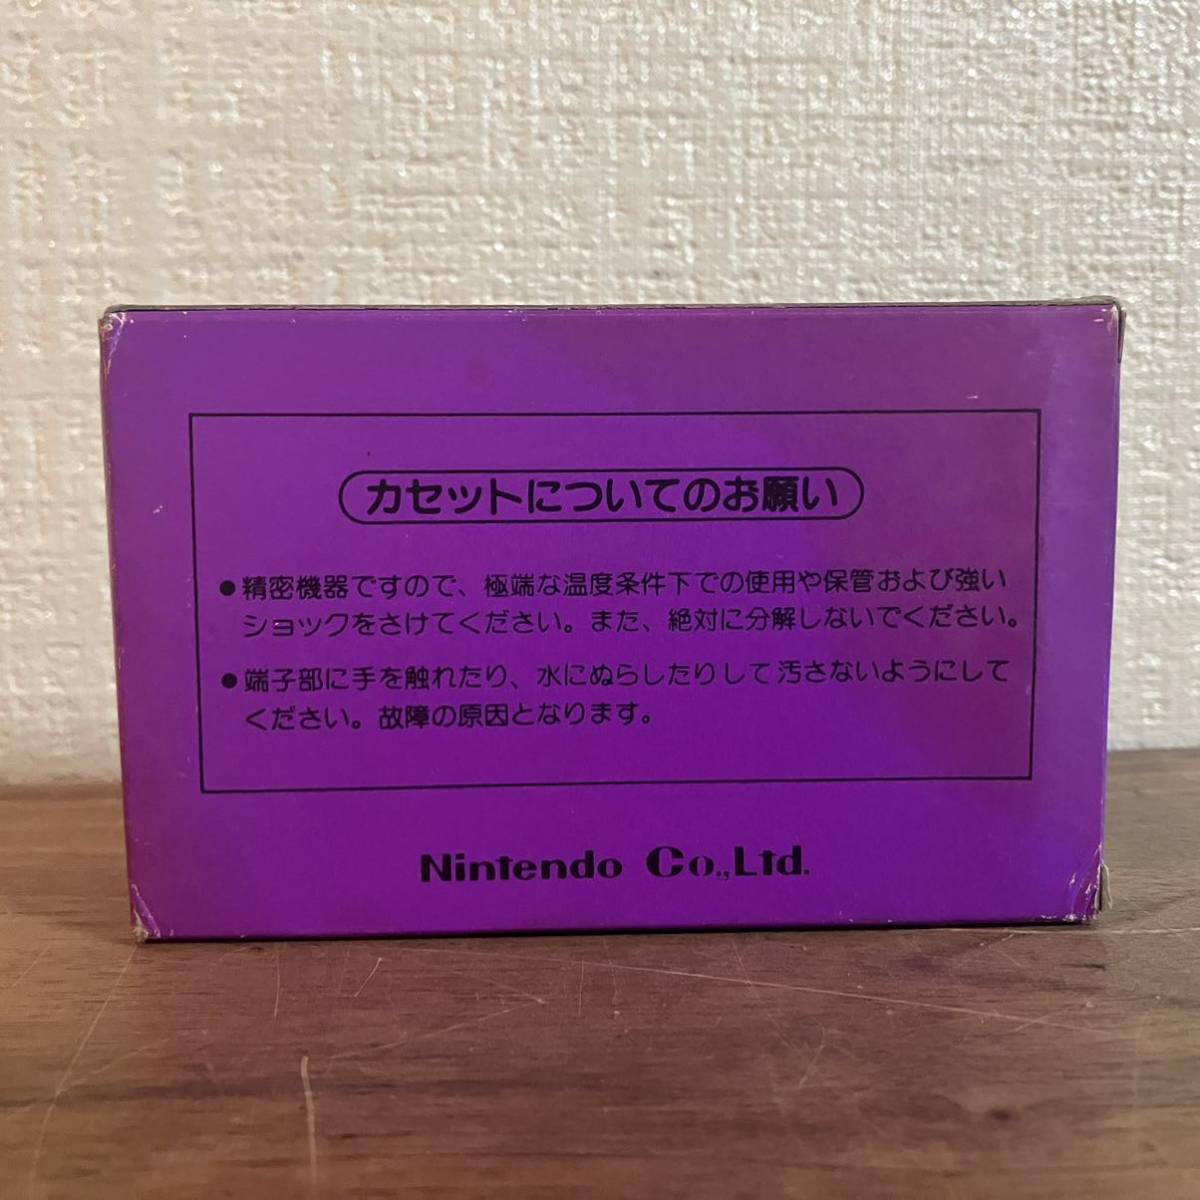 カセットについてのお願い
●精密機器ですので、極端な温度条件下での使用や保管および強い
ショックをさけてください。また、絶対に分解しないでください。
●端子部に手を触れたり、水にぬらしたりして汚さないようにして
ください。故障の原因となります。
Nintendo Co.,Ltd.